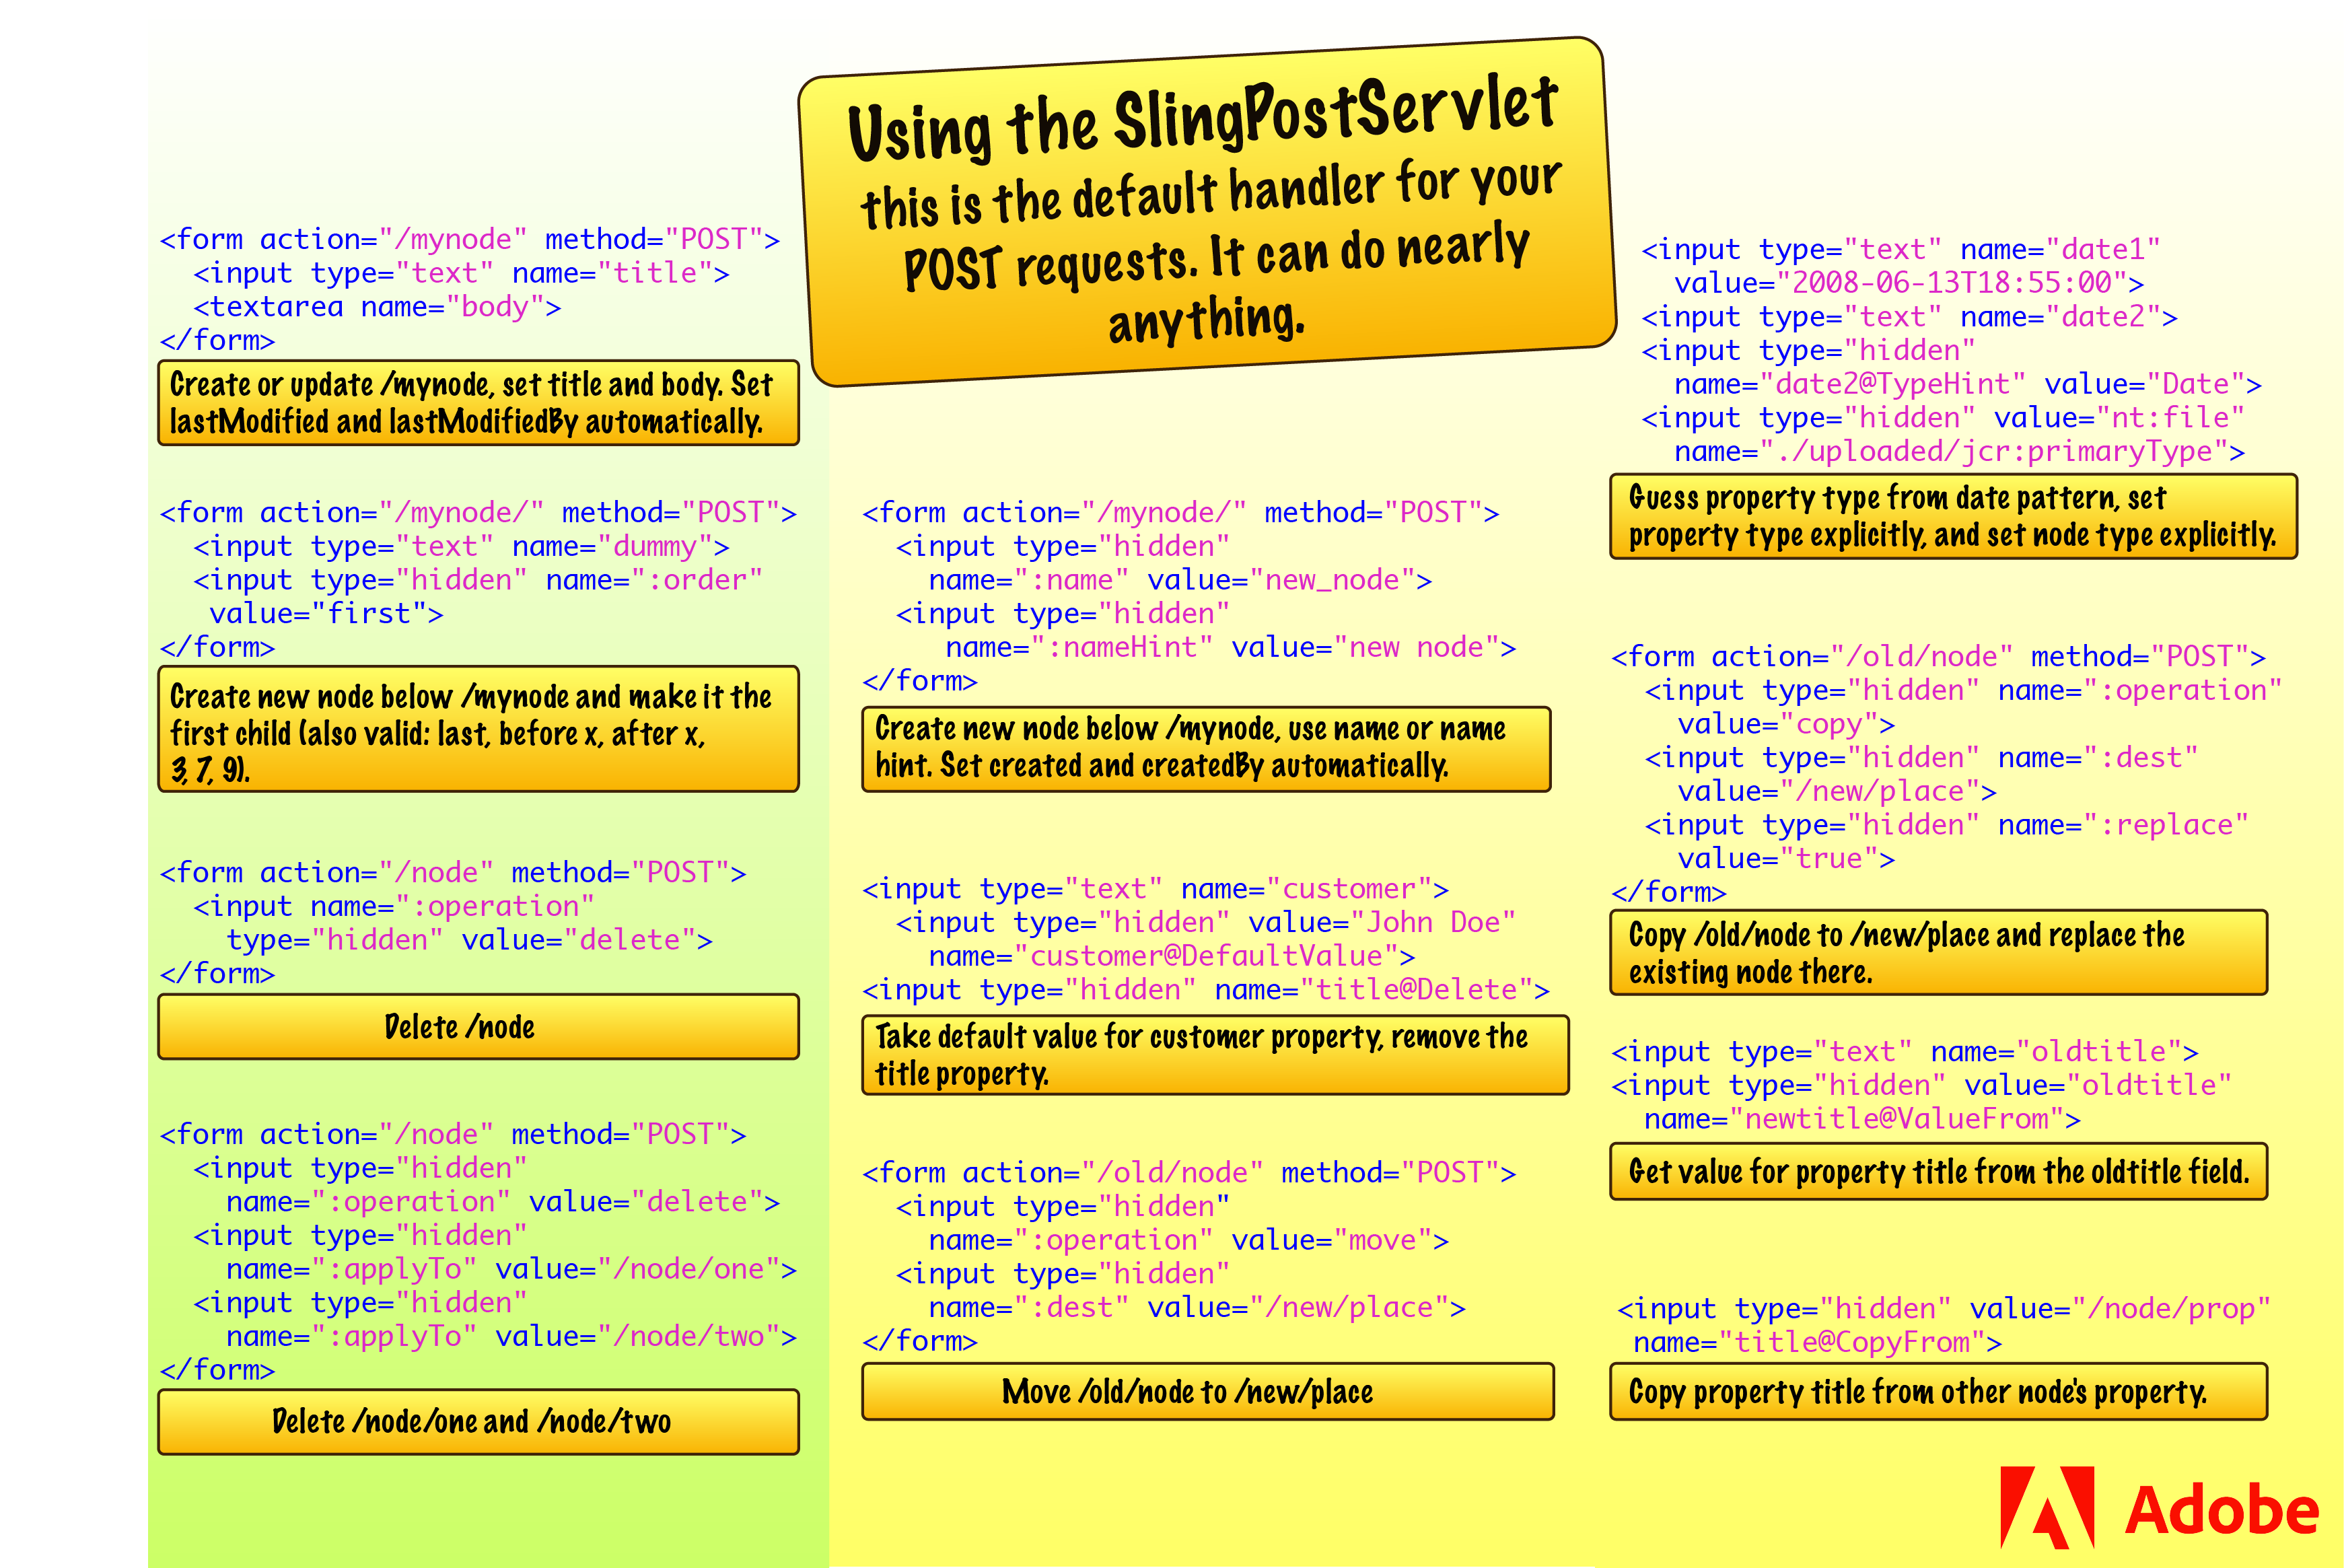 Using the SlingPostServlet
this is the default handler for your
POST requests. It can do nearly
anything.
<form action="/mynode" method="POST">
<input type="text" name="title">
<textarea name="body">
</form>
Create or update /mynode, set title and body. Set
lastModified and lastModifiedBy automatically.
<form action="/mynode/" method="POST">
<input type="text" name="dummy">
<input type="hidden" name=":order"
value="first">
</form>
Create new node below /mynode and make it the
first child (also valid: last, before x, after x,
3, 7, 9).
<form action="/node" method="POST">
<input name=":operation"
type="hidden" value="delete">
</form>
Delete /node
<form action="/node" method="POST">
<input type="hidden"
name=":operation" value="delete">
<input type="hidden"
name=":applyTo" value="/node/one">
<input type="hidden"
name=":applyTo" value="/node/two">
</form>
Delete /node/one and /node/two
<form action="/mynode/" method="POST">
<input type="hidden"
name=":name" value="new_node">
<input type="hidden"
name=":nameHint" value="new node">
</form>
Create new node below /mynode, use name or name
hint. Set created and createdBy automatically.
<input type="text" name="customer">
<input type="hidden" value="John Doe"
name="customer@DefaultValue">
<input type="hidden" name="title@Delete">
Take default value for customer property, remove the
title property.
<form action="/old/node" method="POST">
<input type="hidden"
name=":operation" value="move">
<input type="hidden"
name=":dest" value="/new/place">
</form>
Move /old/node to /new/place
<input type="text" name="date1"
value="2008-06-13T18:55:00">
<input type="text" name="date2">
<input type="hidden"
name="date2@TypeHint" value="Date">
<input type="hidden" value="nt:file"
name="./uploaded/jcr:primaryType">
Guess property type from date pattern, set
property type explicitly, and set node type explicitly.
<form action="/old/node" method="POST">
<input type="hidden" name=":operation"
value="copy">
<input type="hidden" name=":dest"
value="/new/place">
<input type="hidden" name=":replace"
value="true">
</form>
Copy /old/node to /new/place and replace the
existing node there.
<input type="text" name="oldtitle">
<input type="hidden" value="oldtitle"
name="newtitle@ValueFrom">
Get value for property title from the oldtitle field.
<input type="hidden" value="/node/prop"
name="title@CopyFrom">
Copy property title from other node's property.
Adobe